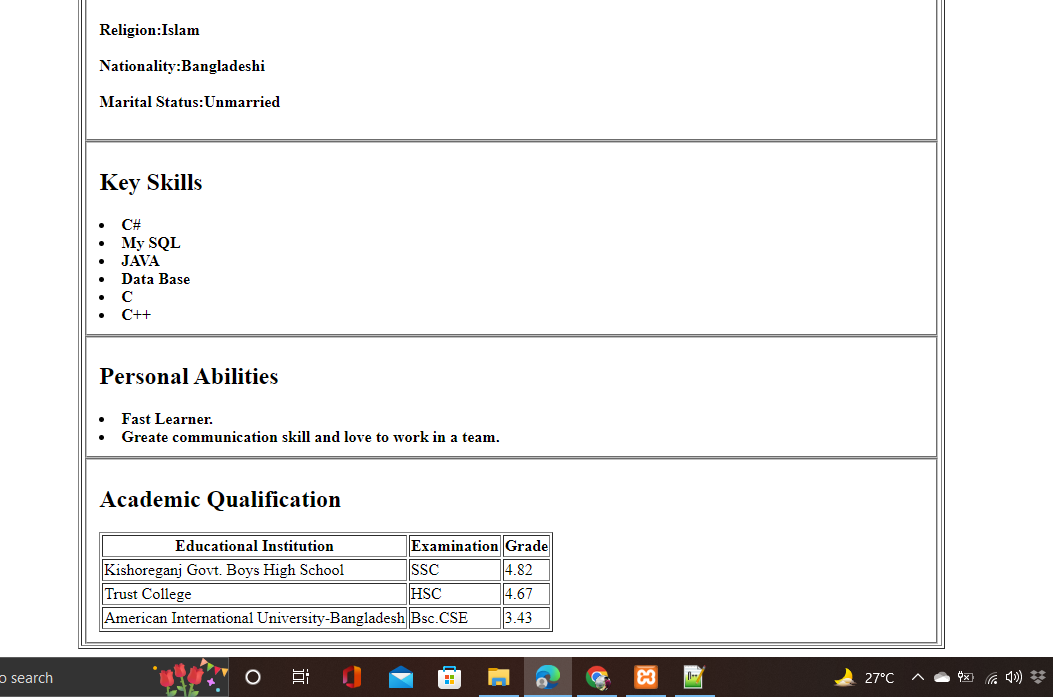 Religion:Islam
Nationality:Bangladeshi
Marital Status:Unmarried
Key Skills
• C#
• My SQL
• JAVA
• Data Base
• C
• C++
Personal Abilities
• Fast Learner.
• Greate communication skill and love to work in a team.
Academic Qualification
Educational Institution Examination Grade
Kishoreganj Govt. Boys High School SSC 4.82
Trust College HSC 4.67
American International University-Bangladesh Bsc.CSE 3.43
o search 27°C